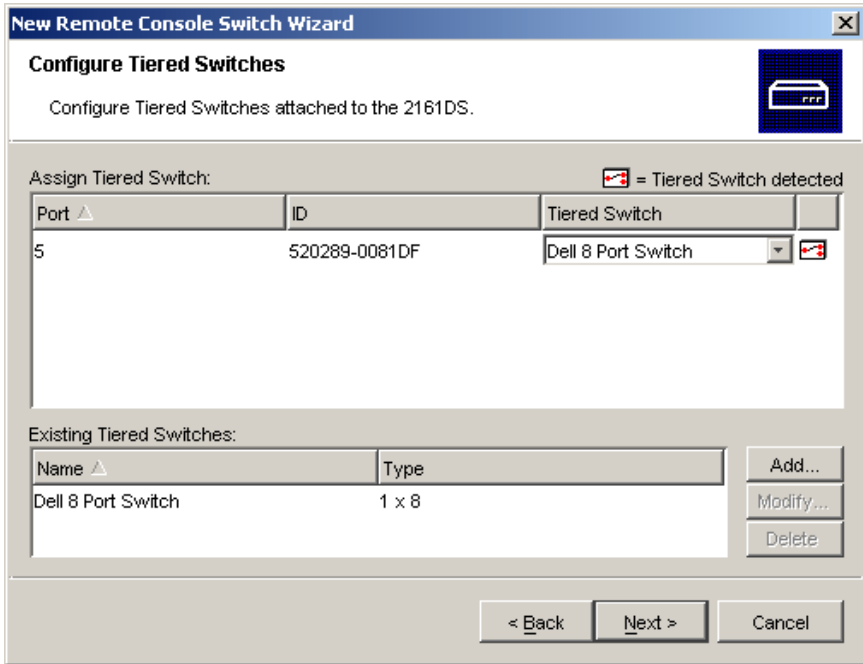 New Remote Console Switch Wizard
Configure Tiered Switches
Configure Tiered Switches attached to the 2161DS.
Assign Tiered Switch:
= Tiered Switch detected
Port ID Tiered Switch
5 520289-0081DF Dell 8 Port Switch
Existing Tiered Switches:
Name Type
Dell 8 Port Switch 1 x 8
Add...
Modify...
Delete
< Back Next > Cancel